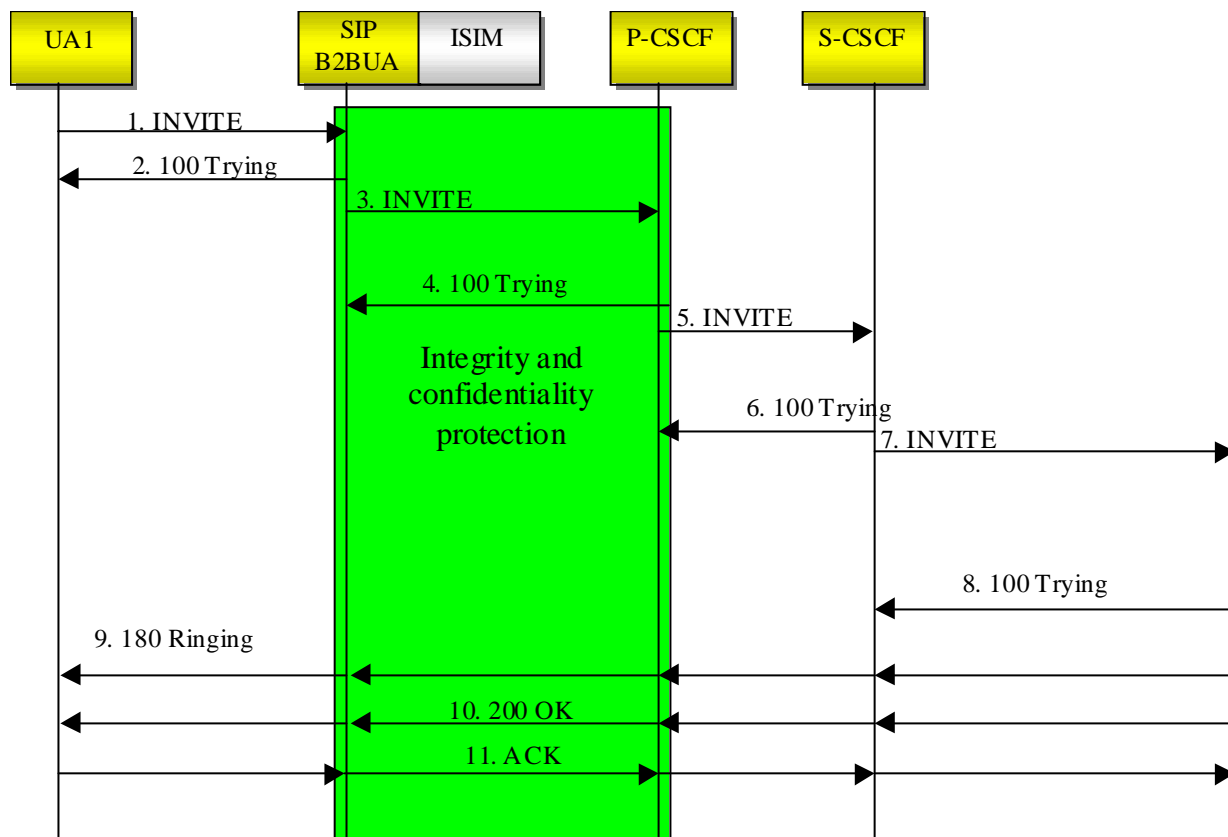 UA1
SIP
B2BUA
ISIM
P-CSCF
S-CSCF
1. INVITE
2. 100 Trying
3. INVITE
4. 100 Trying
5. INVITE
Integrity and
confidentiality
protection
6. 100 Trying
7. INVITE
8. 100 Trying
9. 180 Ringing
10. 200 OK
11. ACK